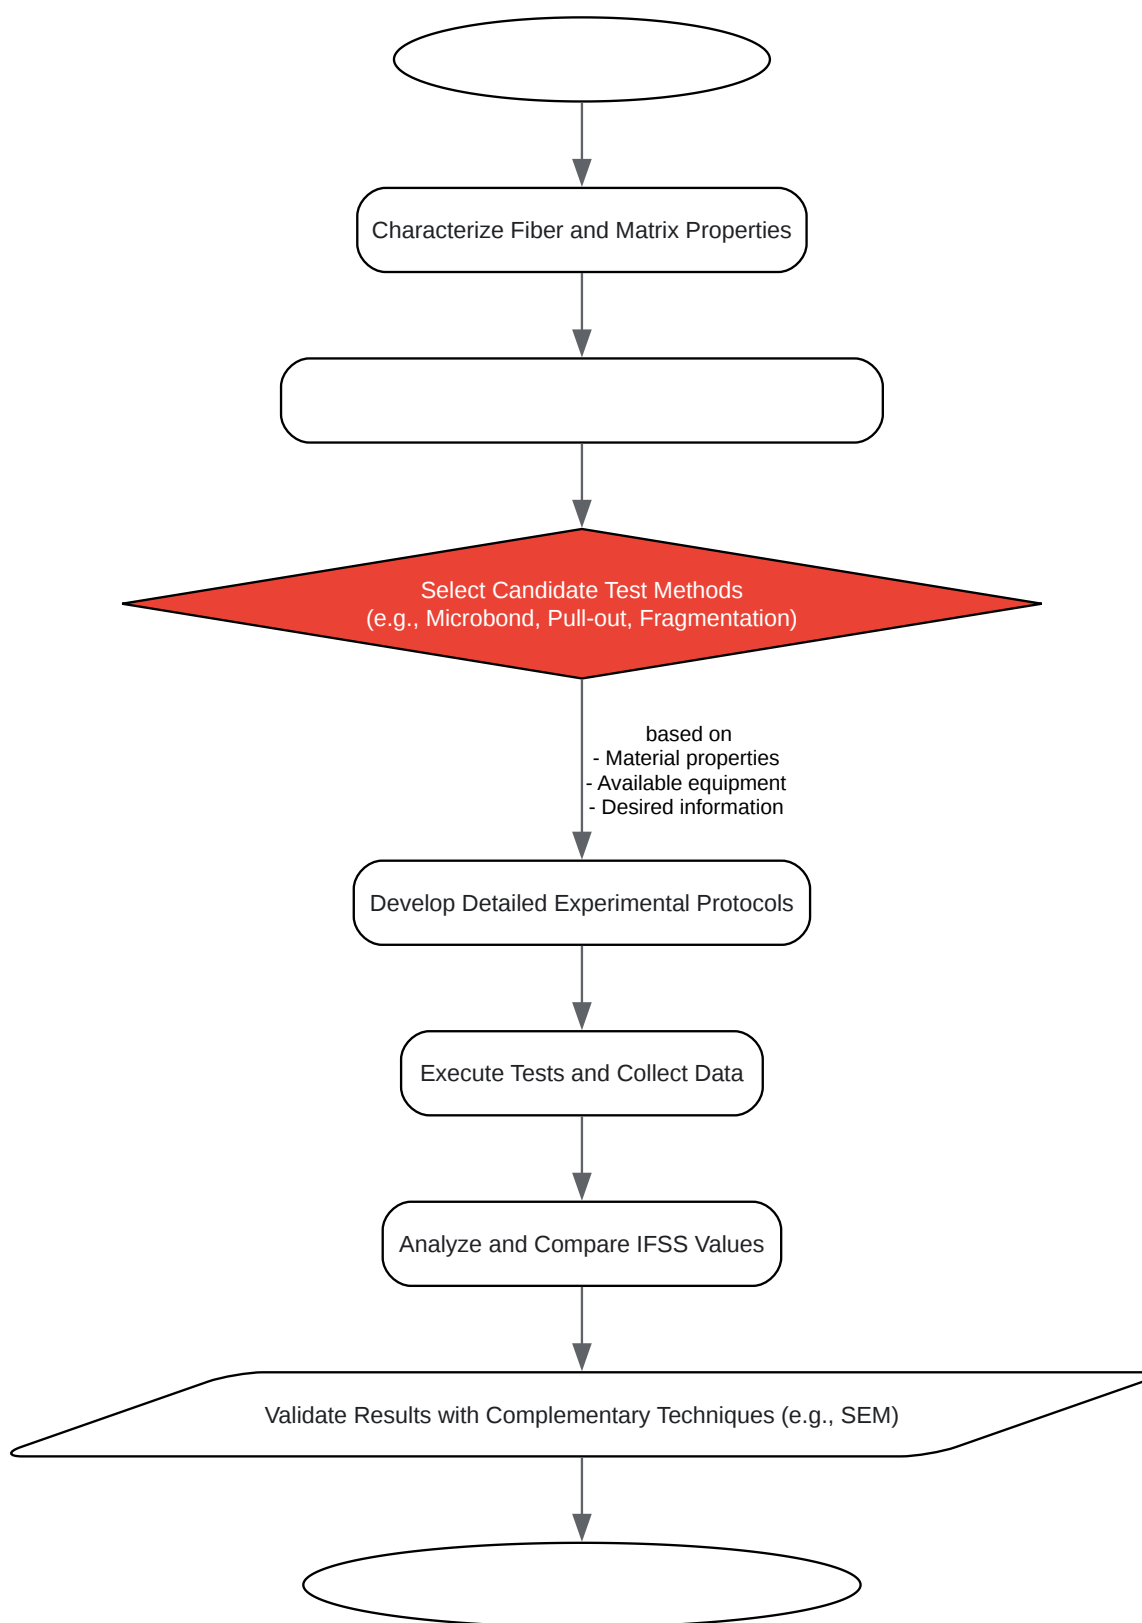 Characterize Fiber and Matrix Properties
Select Candidate Test Methods
(e.g., Microbond, Pull-out, Fragmentation)
based on
- Material properties
- Available equipment
- Desired information
Develop Detailed Experimental Protocols
Execute Tests and Collect Data
Analyze and Compare IFSS Values
Validate Results with Complementary Techniques (e.g., SEM)